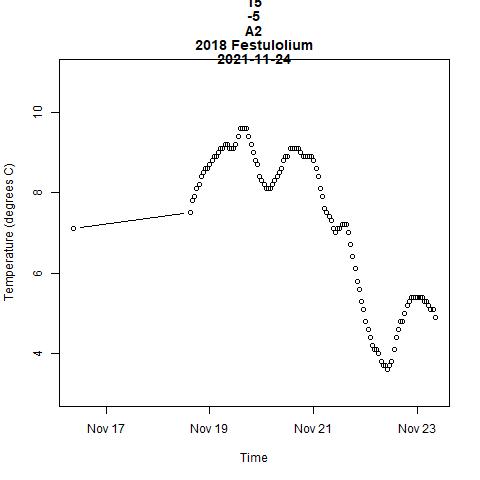 15
-5
A2
2018 Festulolium
2021-11-24
10
8
6
4
Temperature (degrees C)
Nov 17
Nov 19
Nov 21
Nov 23
Time